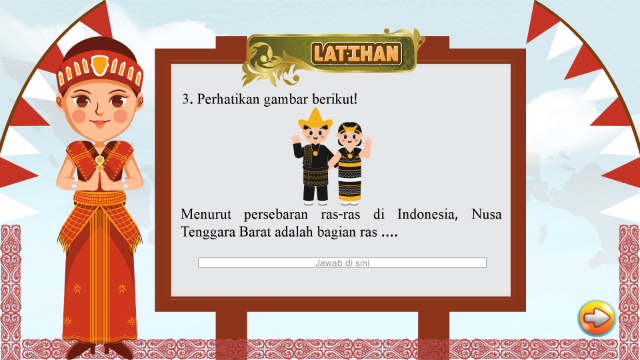 LATIHAN
3. Perhatikan gambar berikut!
Menurut persebaran ras-ras di Indonesia, Nusa
Tenggara Barat adalah bagian ras ....
Jawab di sini